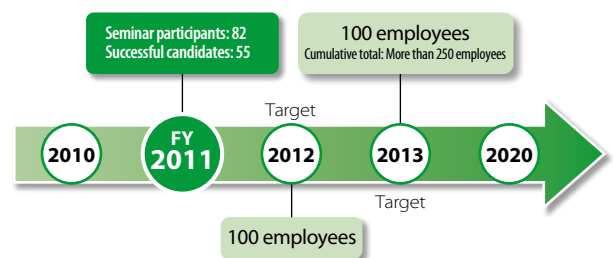 Seminar participants: 82
Successful candidates: 55
100 employees
Cumulative total: More than 250 employees
Target
2010
FY
2011
2012
2013
2020
Target
100 employees